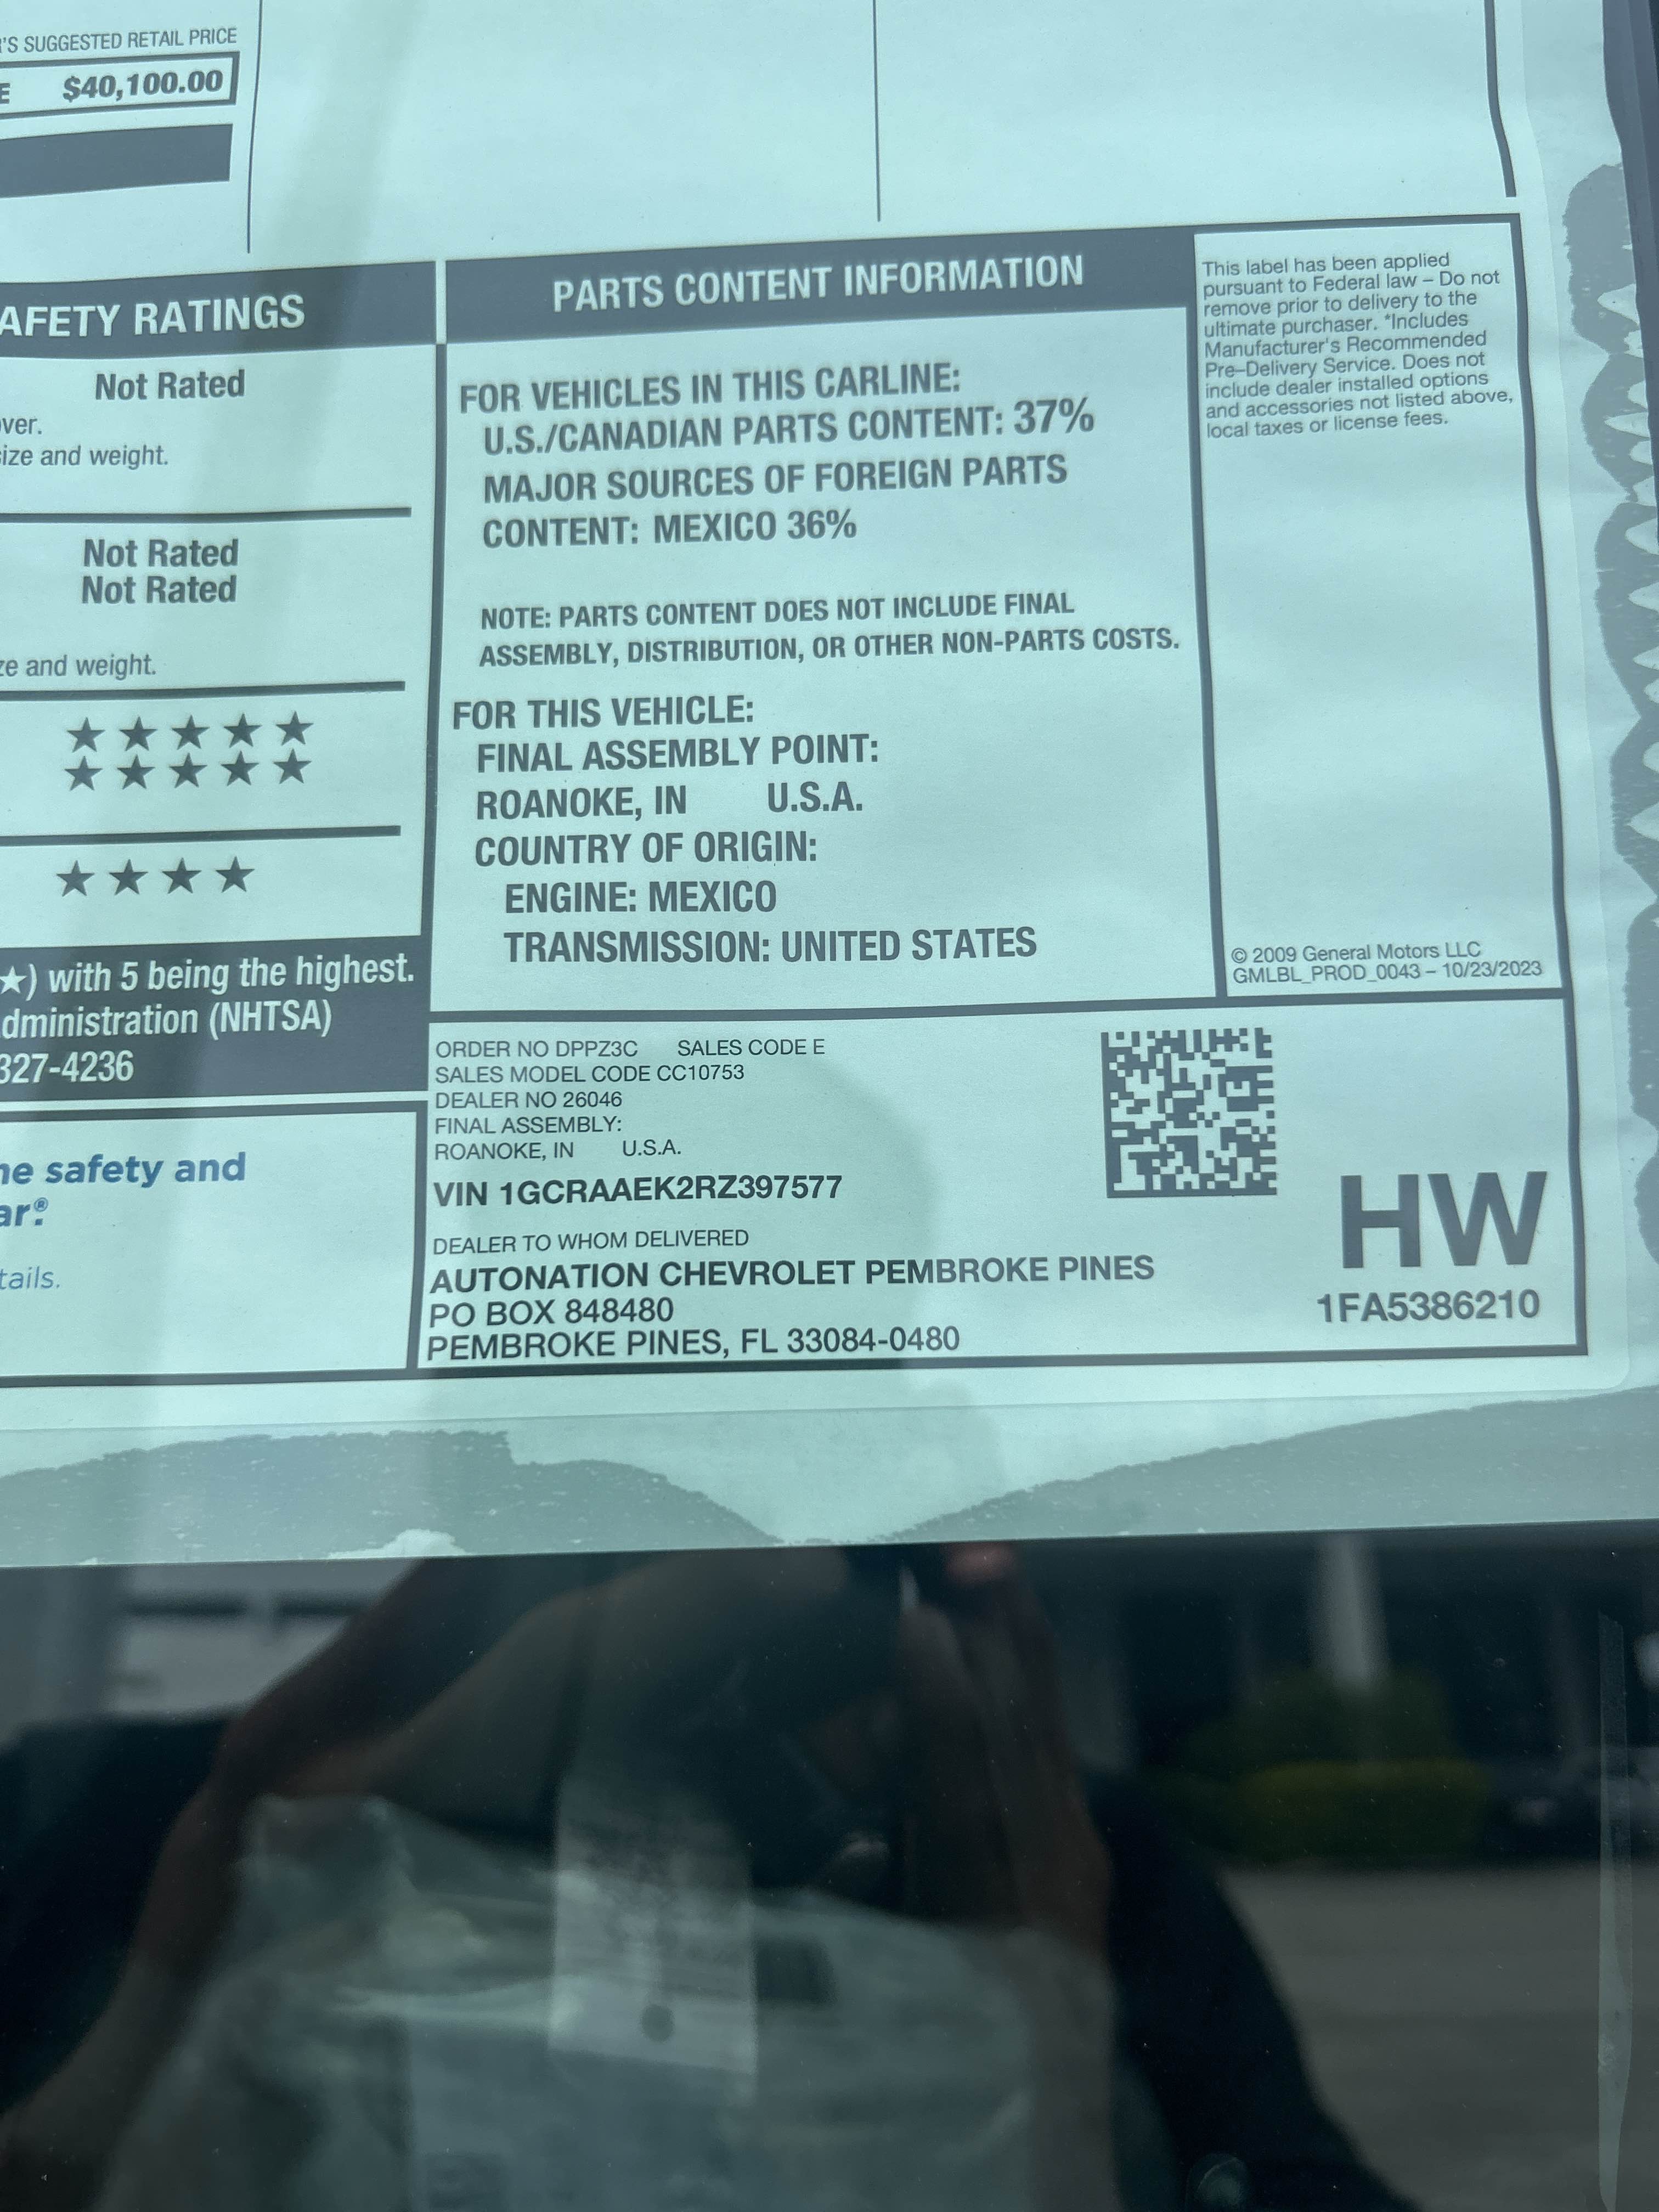 'S SUGGESTED RETAIL PRICE
E $40,100.00
AFETY RATINGS
Not Rated
ver.
ize and weight.
Not Rated
Not Rated
ze and weight.
★★★★★
★★★★★
★★★★
★) with 5 being the highest.
dministration (NHTSA)
327-4236
ne safety and
ar.®
tails.
PARTS CONTENT INFORMATION
FOR VEHICLES IN THIS CARLINE:
U.S./CANADIAN PARTS CONTENT: 37%
MAJOR SOURCES OF FOREIGN PARTS
CONTENT: MEXICO 36%
NOTE: PARTS CONTENT DOES NOT INCLUDE FINAL
ASSEMBLY, DISTRIBUTION, OR OTHER NON-PARTS COSTS.
FOR THIS VEHICLE:
FINAL ASSEMBLY POINT:
ROANOKE, IN U.S.A.
COUNTRY OF ORIGIN:
ENGINE: MEXICO
TRANSMISSION: UNITED STATES
This label has been applied
pursuant to Federal law – Do not
remove prior to delivery to the
ultimate purchaser. *Includes
Manufacturer's Recommended
Pre–Delivery Service. Does not
include dealer installed options
and accessories not listed above,
local taxes or license fees.
© 2009 General Motors LLC
GMLBL_PROD_0043 – 10/23/2023
ORDER NO DPPZ3C SALES CODE E
SALES MODEL CODE CC10753
DEALER NO 26046
FINAL ASSEMBLY:
ROANOKE, IN U.S.A.
VIN 1GCRAAEK2RZ397577
DEALER TO WHOM DELIVERED
AUTONATION CHEVROLET PEMBROKE PINES
PO BOX 848480
PEMBROKE PINES, FL 33084-0480
HW
1FA5386210